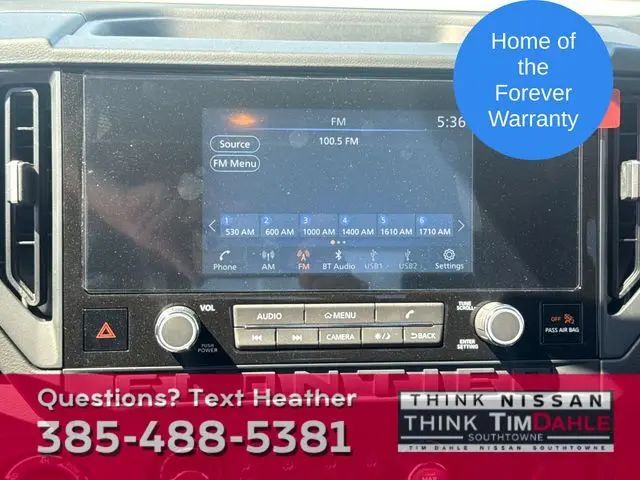 Home of
the
Forever
Warranty
FM
5:36
Source
100.5 FM
FM Menu
1 2 3 4 5 6
530 AM 600 AM 1000 AM 1400 AM 1610 AM 1710 AM
Phone AM FM BT Audio USB1 USB2 Settings
VOL
PUSH
POWER
AUDIO MENU
CAMERA BACK
TUNE
SCROLL
ENTER
SETTING
OFF
PASS AIR BAG
FRONTIER
Questions? Text Heather
385-488-5381
THINK NISSAN
THINK TIMDAHLE
SOUTHTOWNE
TIM DAHLE NISSAN SOUTHTOWNE